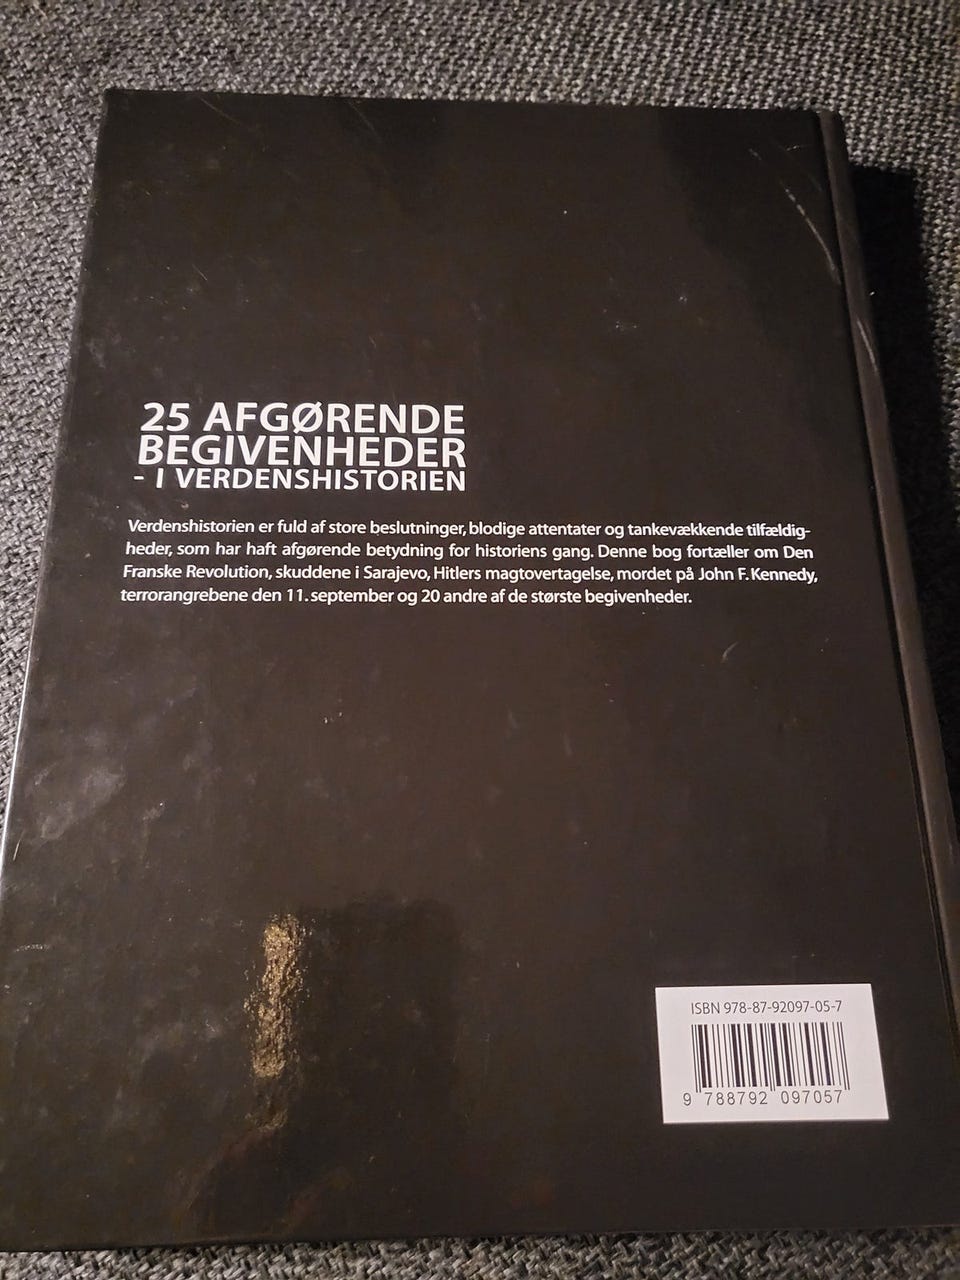 25 AFGØRENDE
BEGIVENHEDER
- I VERDENSHISTORIEN
Verdenshistorien er fuld af store beslutninger, blodige attentater og tankevækkende tilfældig-
heder, som har haft afgørende betydning for historiens gang. Denne bog fortæller om Den
Franske Revolution, skuddene i Sarajevo, Hitlers magtovertagelse, mordet på John F. Kennedy,
terrorangrebene den 11. september og 20 andre af de største begivenheder.
ISBN 978-87-92097-05-7
9 788792 097057